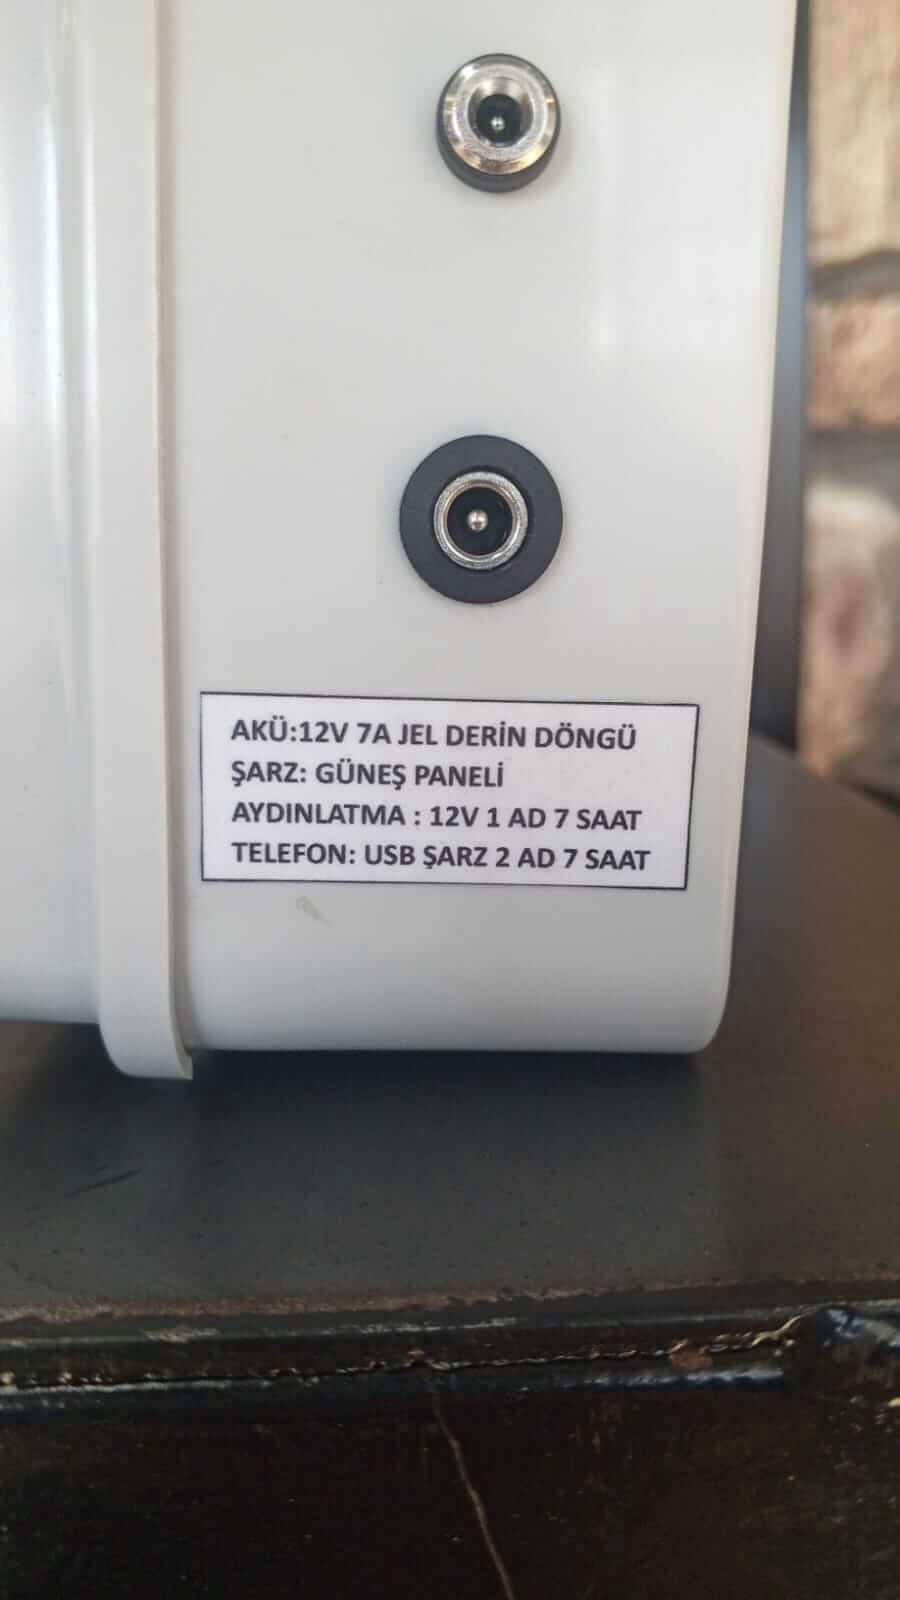 AKÜ:12V 7A JEL DERİN DÖNGÜ
ŞARZ: GÜNEŞ PANELİ
AYDINLATMA : 12V 1 AD 7 SAAT
TELEFON: USB ŞARZ 2 AD 7 SAAT